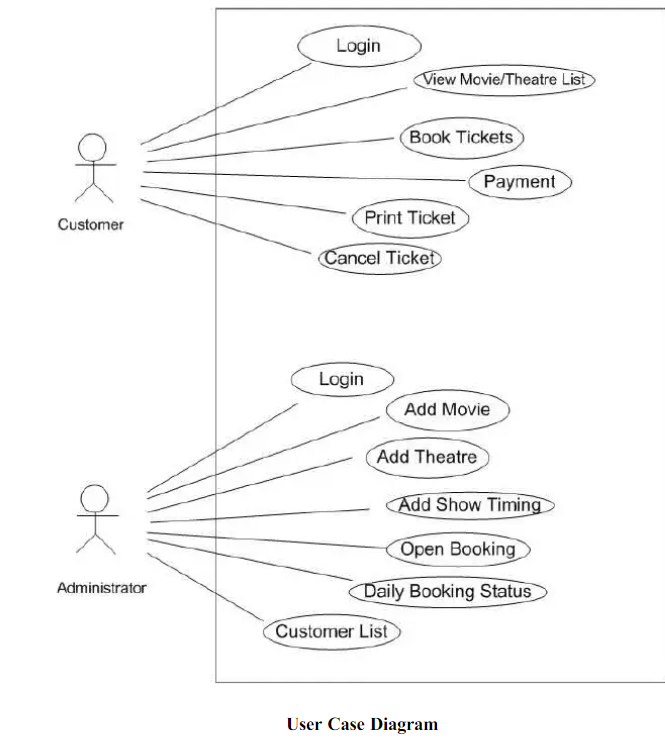 Login
View Movie/Theatre List
Book Tickets
Payment
Customer
Print Ticket
Cancel Ticket
Login
Add Movie
Add Theatre
Add Show Timing
Open Booking
Administrator
Daily Booking Status
Customer List
User Case Diagram